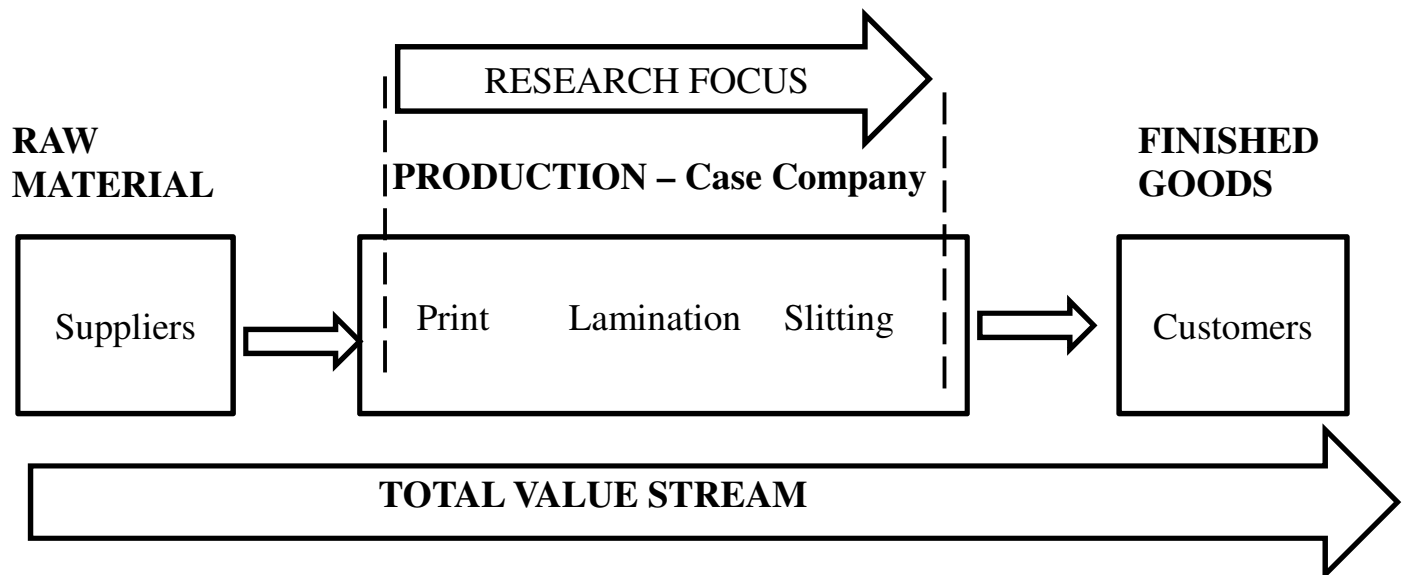 RESEARCH FOCUS
RAW
MATERIAL
PRODUCTION – Case Company
FINISHED
GOODS
Suppliers
Print Lamination Slitting
Customers
TOTAL VALUE STREAM